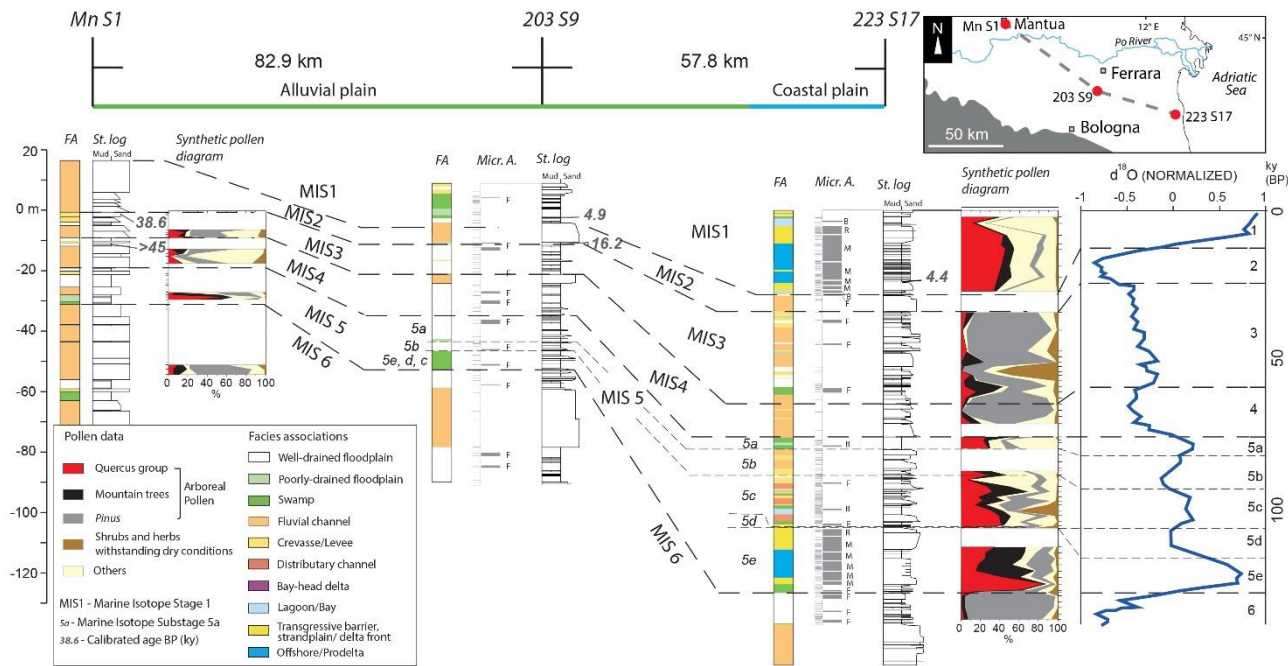 Mn S1
203 S9
223 S17
82.9 km
57.8 km
Alluvial plain
Coastal plain
N
Mn S1
Mantua
12° E
45° N
Po River
Ferrara
Adriatic
Sea
203 S9
223 S17
Bologna
50 km
FA
St. log
Synthetic pollen
diagram
Mud Sand
20
0 m
-20
-40
-60
-80
-100
-120
38.6
>45
0 20 40 60 80 100
%
MIS1
MIS2
MIS3
MIS4
MIS 5
MIS 6
FA
Micr. A.
St. log
Mud Sand
4.9
16.2
F
F
F
F
F
F
F
F
F
F
F
5a
5b
5e, d, c
MIS1
MIS2
MIS3
MIS4
MIS 5
MIS 6
FA
Micr. A.
St. log
Mud Sand
Synthetic pollen
diagram
B
R
M
M
M
M
M
B
F
F
F
F
B
F
B
F
R
M
M
M
M
M
F
F
F
F
4.4
5a
5b
5c
5d
5e
0 20 40 60 80 100
%
d18O (NORMALIZED)
ky
(BP)
-1 -0.5 0 0.5 1
0
50
100
1
2
3
4
5a
5b
5c
5d
5e
6
Pollen data
Quercus group
Mountain trees
Pinus
Arboreal
Pollen
Shrubs and herbs
withstanding dry conditions
Others
MIS1 - Marine Isotope Stage 1
5a - Marine Isotope Substage 5a
38.6 - Calibrated age BP (ky)
Facies associations
Well-drained floodplain
Poorly-drained floodplain
Swamp
Fluvial channel
Crevasse/Levee
Distributary channel
Bay-head delta
Lagoon/Bay
Transgressive barrier,
strandplain/ delta front
Offshore/Prodelta